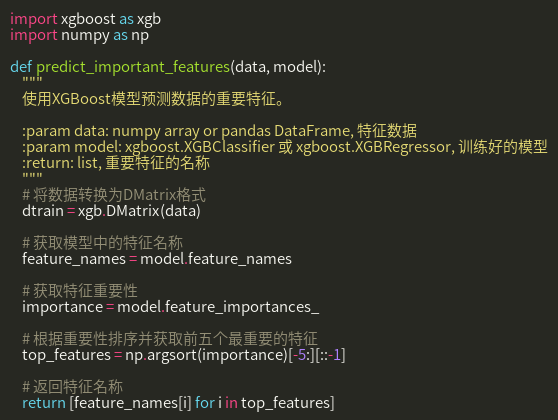 import xgboost as xgb
import numpy as np
def predict_important_features(data, model):
"""
使用XGBoost模型预测数据的重要特征。
:param data: numpy array or pandas DataFrame, 特征数据
:param model: xgboost.XGBClassifier 或 xgboost.XGBRegressor, 训练好的模型
:return: list, 重要特征的名称
"""
# 将数据转换为DMatrix格式
dtrain = xgb.DMatrix(data)
# 获取模型中的特征名称
feature_names = model.feature_names
# 获取特征重要性
importance = model.feature_importances_
# 根据重要性排序并获取前五个最重要的特征
top_features = np.argsort(importance)[-5:][::-1]
# 返回特征名称
return [feature_names[i] for i in top_features]